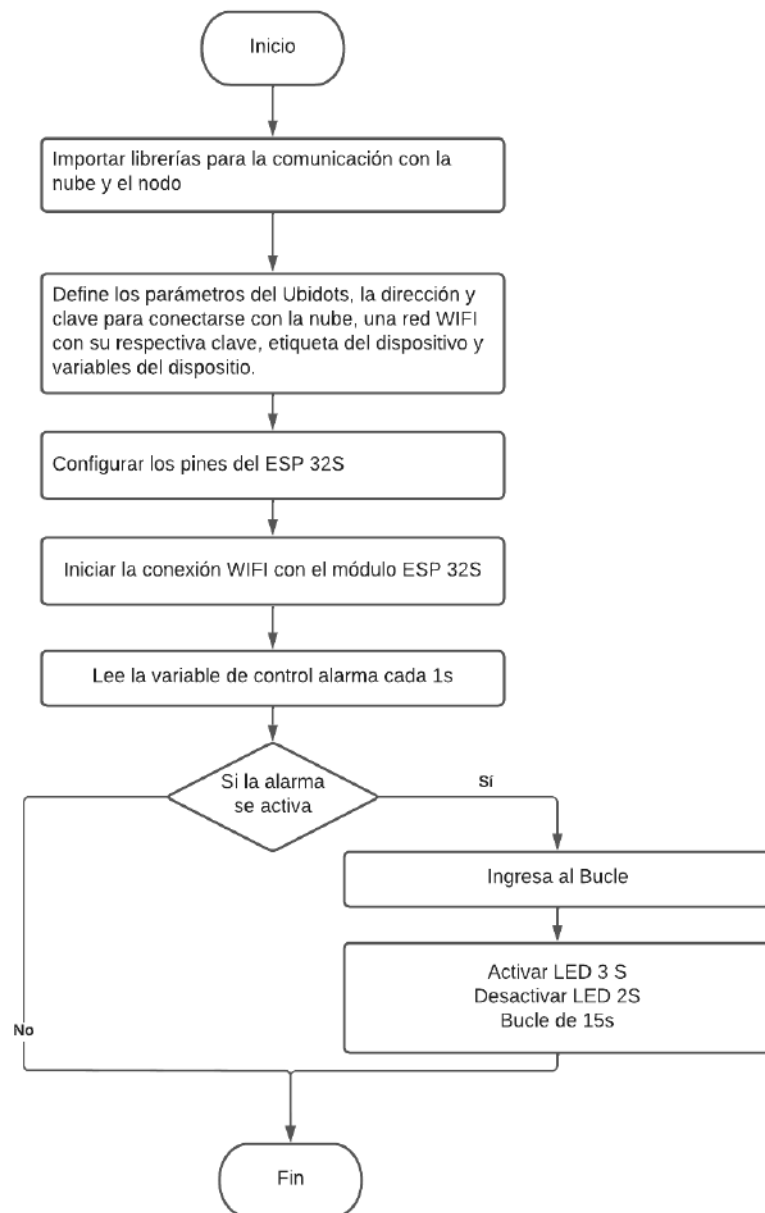 Inicio
Importar librerías para la comunicación con la
nube y el nodo
Define los parámetros del Ubidots, la dirección y
clave para conectarse con la nube, una red WIFI
con su respectiva clave, etiqueta del dispositivo y
variables del dispositio.
Configurar los pines del ESP 32S
Iniciar la conexión WIFI con el módulo ESP 32S
Lee la variable de control alarma cada 1s
Si la alarma
se activa
Sí
Ingresa al Bucle
Activar LED 3 S
Desactivar LED 2S
Bucle de 15s
No
Fin